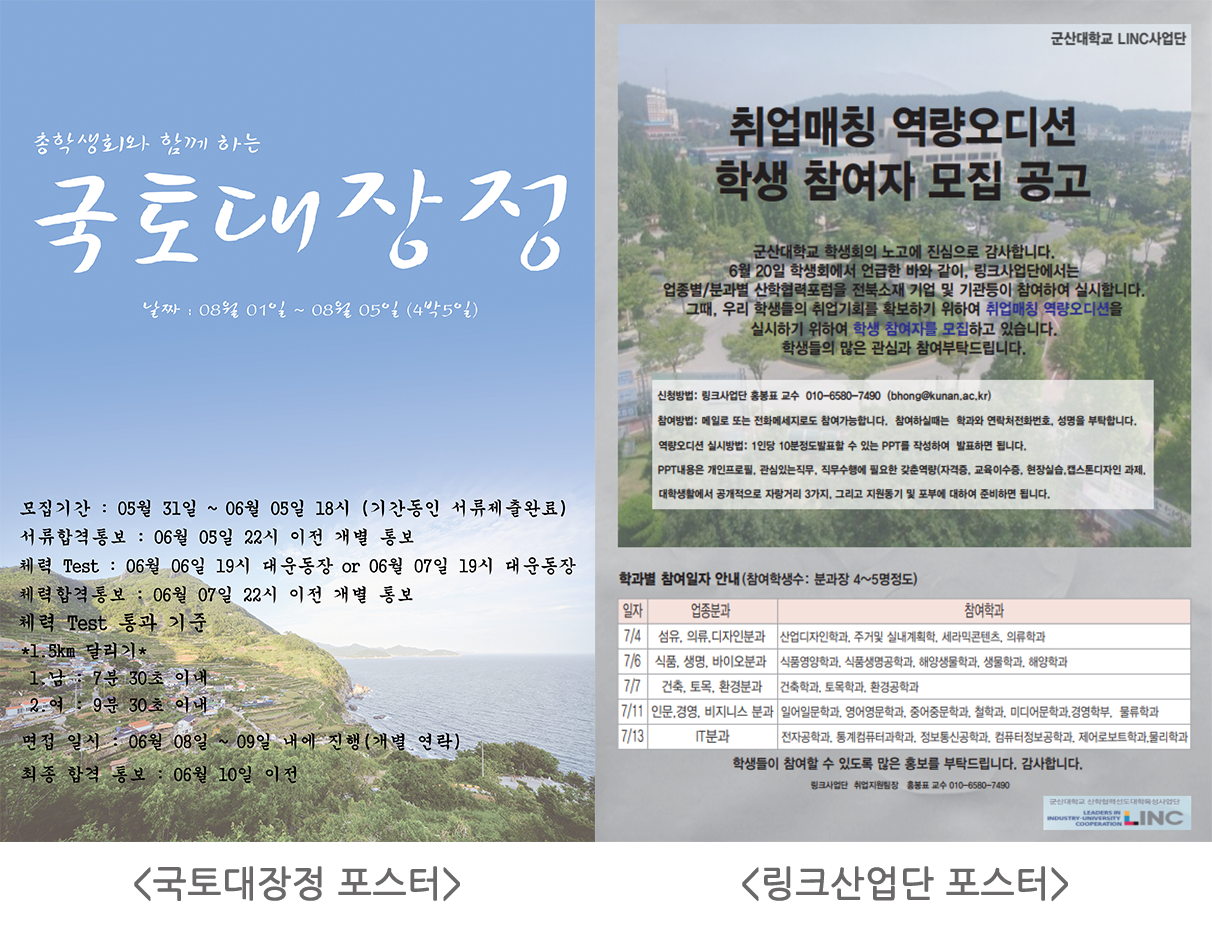 총학생회와 함께 하는
국토대장정
날짜 : 08월 01일 ~ 08월 05일 (4박5일)
모집기간 : 05월 31일 ~ 06월 05일 18시 (기간동인 서류제출완료)
서류합격통보 : 06월 05일 22시 이전 개별 통보
체력 Test : 06월 06일 19시 대운동장 or 06월 07일 19시 대운동장
체력합격통보 : 06월 07일 22시 이전 개별 통보
체력 Test 통과 기준
*1.5km 달리기*
1.남 : 7분 30초 이내
2.여 : 9분 30초 이내
면접 일시 : 06월 08일 ~ 09일 내에 진행(개별 연락)
최종 합격 통보 : 06월 10일 이전
<국토대장정 포스터>
군산대학교 LINC사업단
취업매칭 역량오디션
학생 참여자 모집 공고
군산대학교 학생회의 노고에 진심으로 감사합니다.
6월 20일 학생회에서 언급한 바와 같이, 링크사업단에서는
업종별/분과별 산학협력포럼을 전북소재 기업 및 기관등이 참여하여 실시합니다.
그때, 우리 학생들의 취업기회를 확보하기 위하여 취업매칭 역량오디션을
실시하기 위하여 학생 참여자를 모집하고 있습니다.
학생들의 많은 관심과 참여부탁드립니다.
신청방법: 링크사업단 홍봉표 교수 010-6580-7490 (bhong@kunan.ac.kr)
참여방법: 메일로 또는 전화메세지로도 참여가능합니다. 참여하실때는 학과와 연락처전화번호, 성명을 부탁합니다.
역량오디션 실시방법: 1인당 10분정도발표할 수 있는 PPT를 작성하여 발표하면 됩니다.
PPT내용은 개인프로필, 관심있는직무, 직무수행에 필요한 갖춘역량(자격증, 교육이수증, 현장실습,캡스톤디자인 과제,
대학생활에서 공개적으로 자랑거리 3가지, 그리고 지원동기 및 포부에 대하여 준비하면 됩니다.
학과별 참여일자 안내(참여학생수: 분과장 4~5명정도)
일자 업종분과 참여학과
7/4 섬유, 의류,디자인분과 산업디자인학과, 주거및 실내계획학, 세라믹콘텐츠, 의류학과
7/6 식품, 생명, 바이오분과 식품영양학과, 식품생명공학과, 해양생물학과, 생물학과, 해양학과
7/7 건축, 토목, 환경분과 건축학과, 토목학과, 환경공학과
7/11 인문,경영, 비지니스 분과 일어일문학과, 영어영문학과, 중어중문학과, 철학과, 미디어문학과,경영학부, 물류학과
7/13 IT분과 전자공학과, 통계컴퓨터과학과, 정보통신공학과, 컴퓨터정보공학과, 제어로보트학과,물리학과
학생들이 참여할 수 있도록 많은 홍보를 부탁드립니다. 감사합니다.
링크사업단 취업지원팀장 홍봉표 교수 010-6580-7490
군산대학교 산학협력선도대학육성사업단
LEADERS IN
INDUSTRY-UNIVERSITY
COOPERATION
LINC
<링크산업단 포스터>